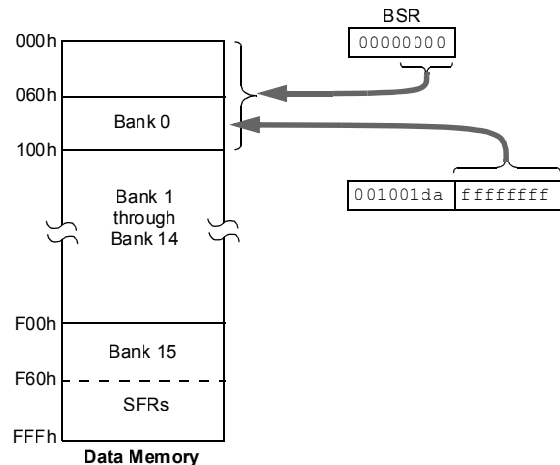 BSR
00000000
000h
060h
Bank 0
100h
001001da ffffffff
Bank 1
through
Bank 14
F00h
Bank 15
F60h
SFRs
FFFh
Data Memory